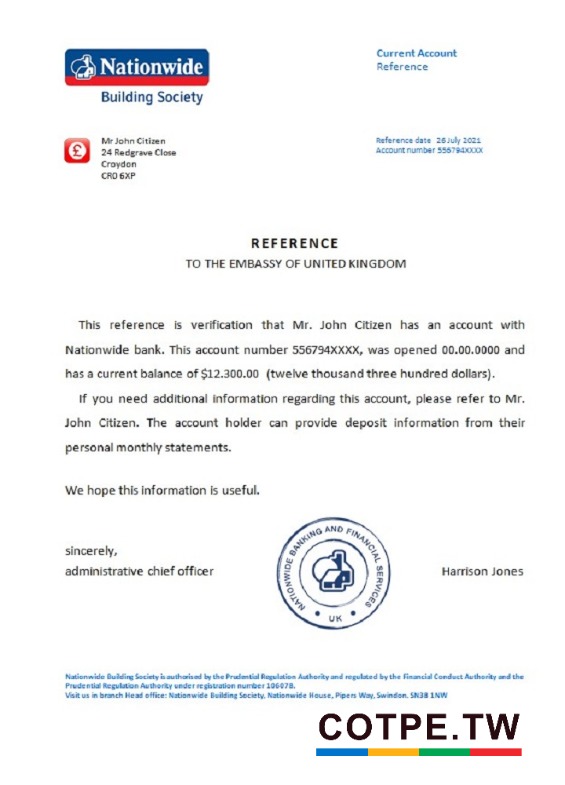 Nationwide
Building Society
Current Account
Reference
Mr John Citizen
24 Redgrave Close
Croydon
CR0 6XP
Reference date 26 July 2021
Account number 556794XXXX
REFERENCE
TO THE EMBASSY OF UNITED KINGDOM
This reference is verification that Mr. John Citizen has an account with
Nationwide bank. This account number 556794XXXX, was opened 00.00.0000 and
has a current balance of $12.300.00 (twelve thousand three hundred dollars).
If you need additional information regarding this account, please refer to Mr.
John Citizen. The account holder can provide deposit information from their
personal monthly statements.
We hope this information is useful.
sincerely,
administrative chief officer
NATIONWIDE BANKING AND FINANCIAL SERVICES
UK
Harrison Jones
Nationwide Building Society is authorised by the Prudential Regulation Authority and regulated by the Financial Conduct Authority and the
Prudential Regulation Authority under registration number 106078.
Visit us in branch Head office: Nationwide Building Society, Nationwide House, Pipers Way, Swindon, SN38 1NW
COTPE.TW